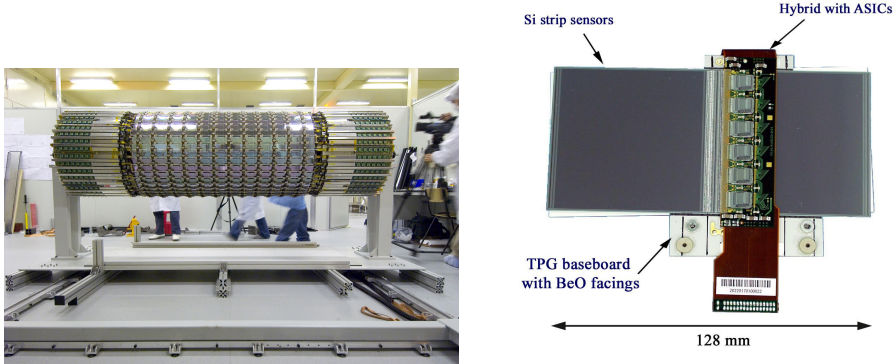 Si strip sensors
Hybrid with ASICs
TPG baseboard
with BeO facings
128 mm